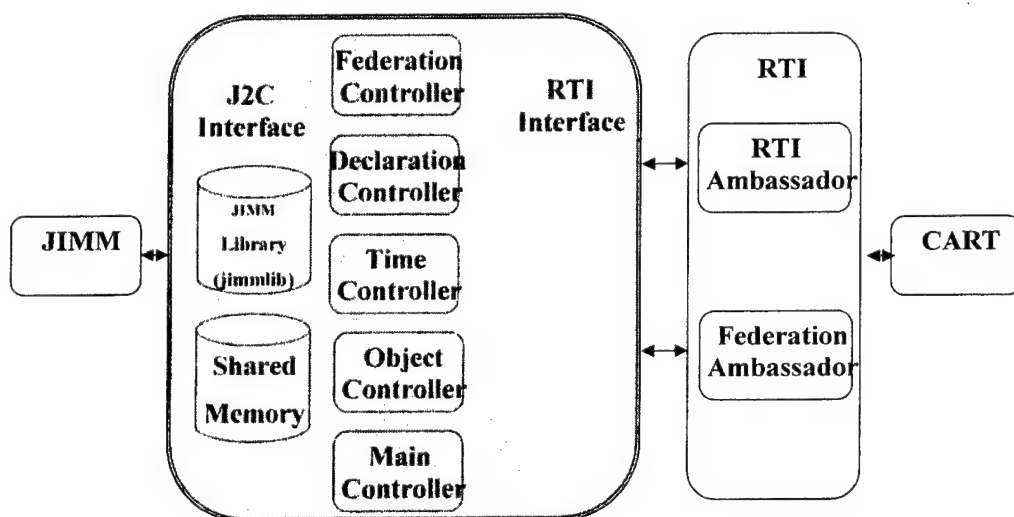 JIMM
J2C
Interface
JIMM
Library
(jimmlib)
Shared
Memory
Federation
Controller
Declaration
Controller
Time
Controller
Object
Controller
Main
Controller
RTI
Interface
RTI
RTI
Ambassador
Federation
Ambassador
CART